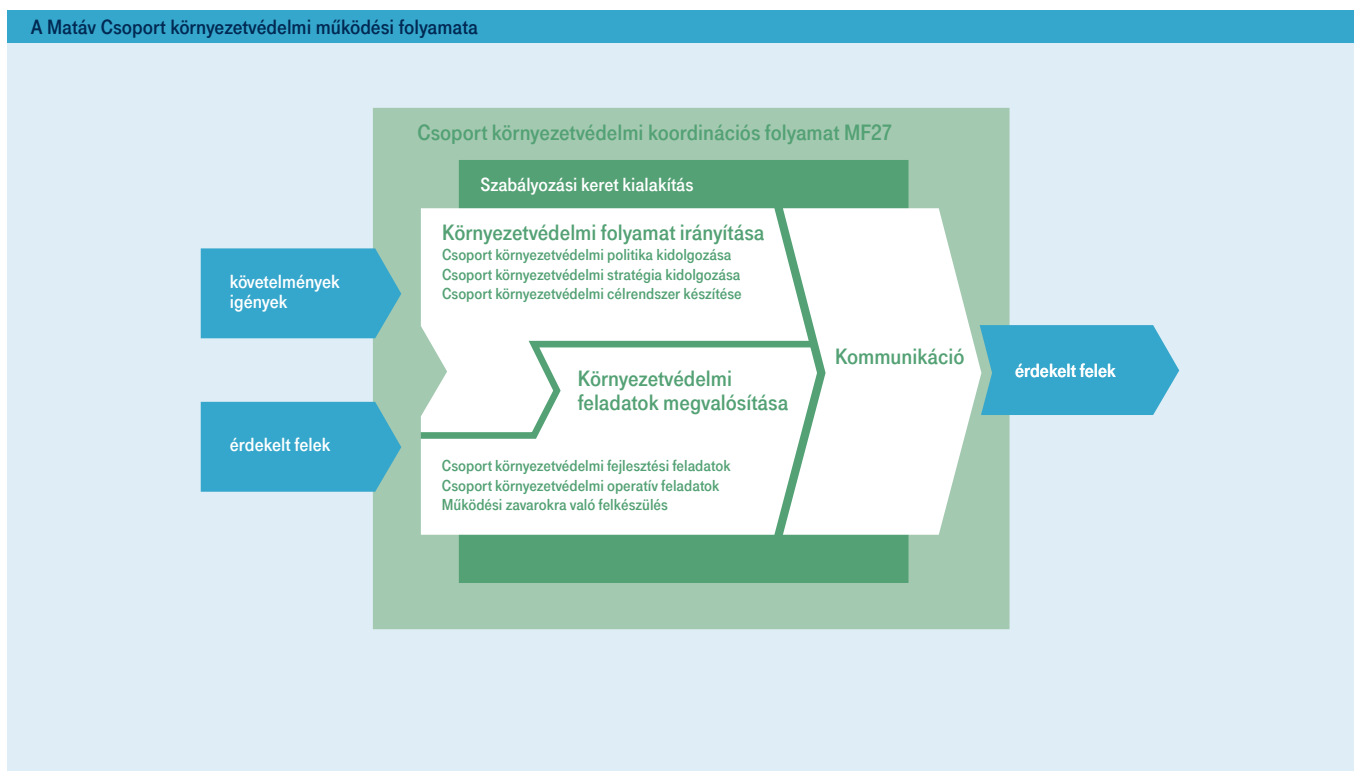 A Matáv Csoport környezetvédelmi működési folyamata
Csoport környezetvédelmi koordinációs folyamat MF27
Szabályozási keret kialakítás
követelmények
igények
érdekelt felek
Környezetvédelmi folyamat irányítása
Csoport környezetvédelmi politika kidolgozása
Csoport környezetvédelmi stratégia kidolgozása
Csoport környezetvédelmi célrendszer készítése
Környezetvédelmi
feladatok megvalósítása
Csoport környezetvédelmi fejlesztési feladatok
Csoport környezetvédelmi operatív feladatok
Működési zavarokra való felkészülés
Kommunikáció
érdekelt felek